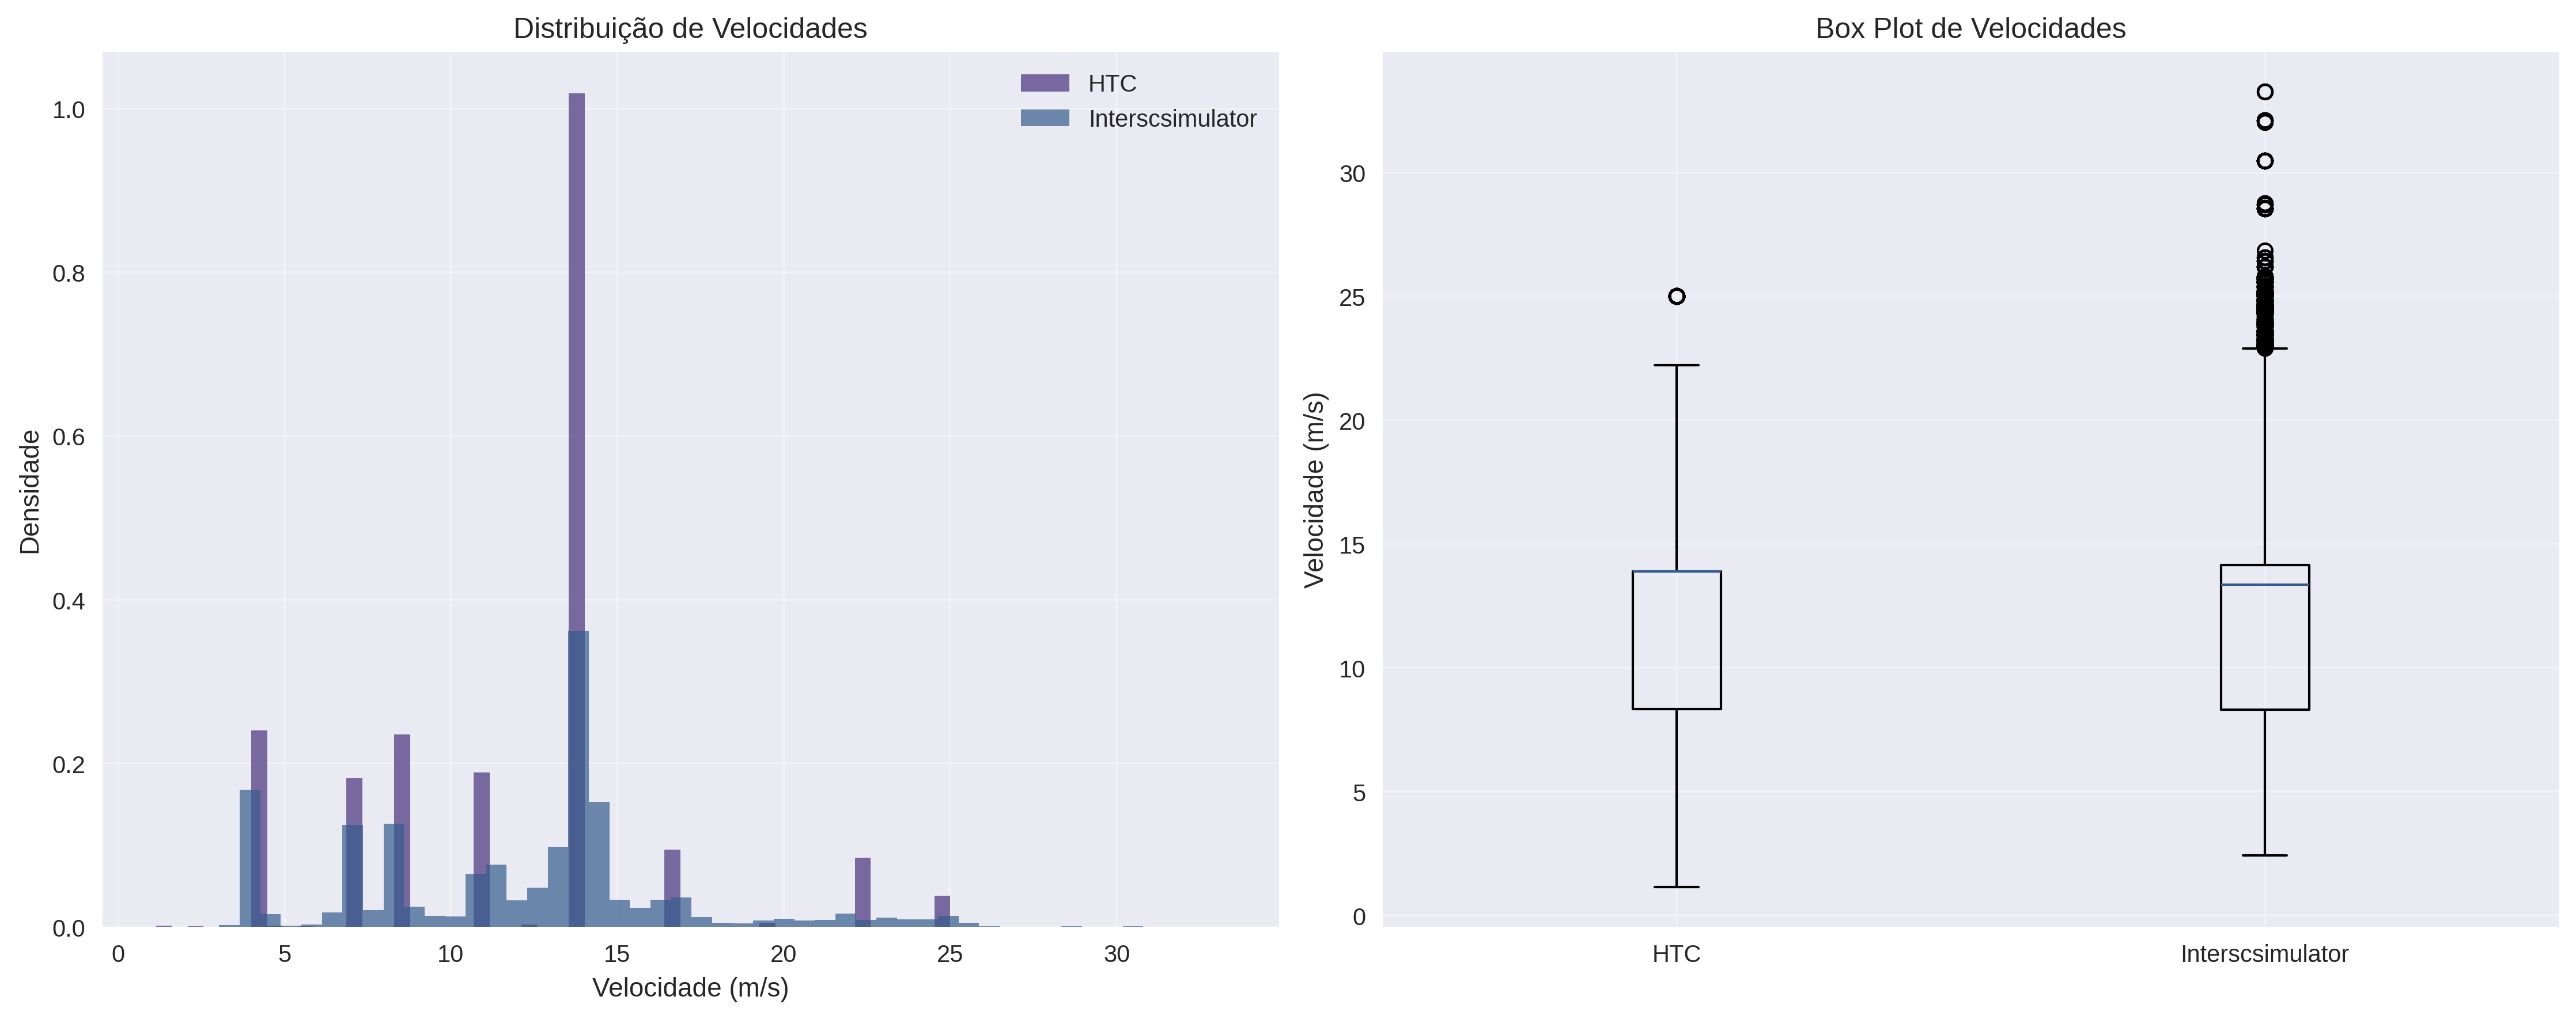 Distribuição de Velocidades
HTC
Interscsimulator
Densidade
1.0
0.8
0.6
0.4
0.2
0.0
0 5 10 15 20 25 30
Velocidade (m/s)
Box Plot de Velocidades
Velocidade (m/s)
30
25
20
15
10
5
0
HTC Interscsimulator